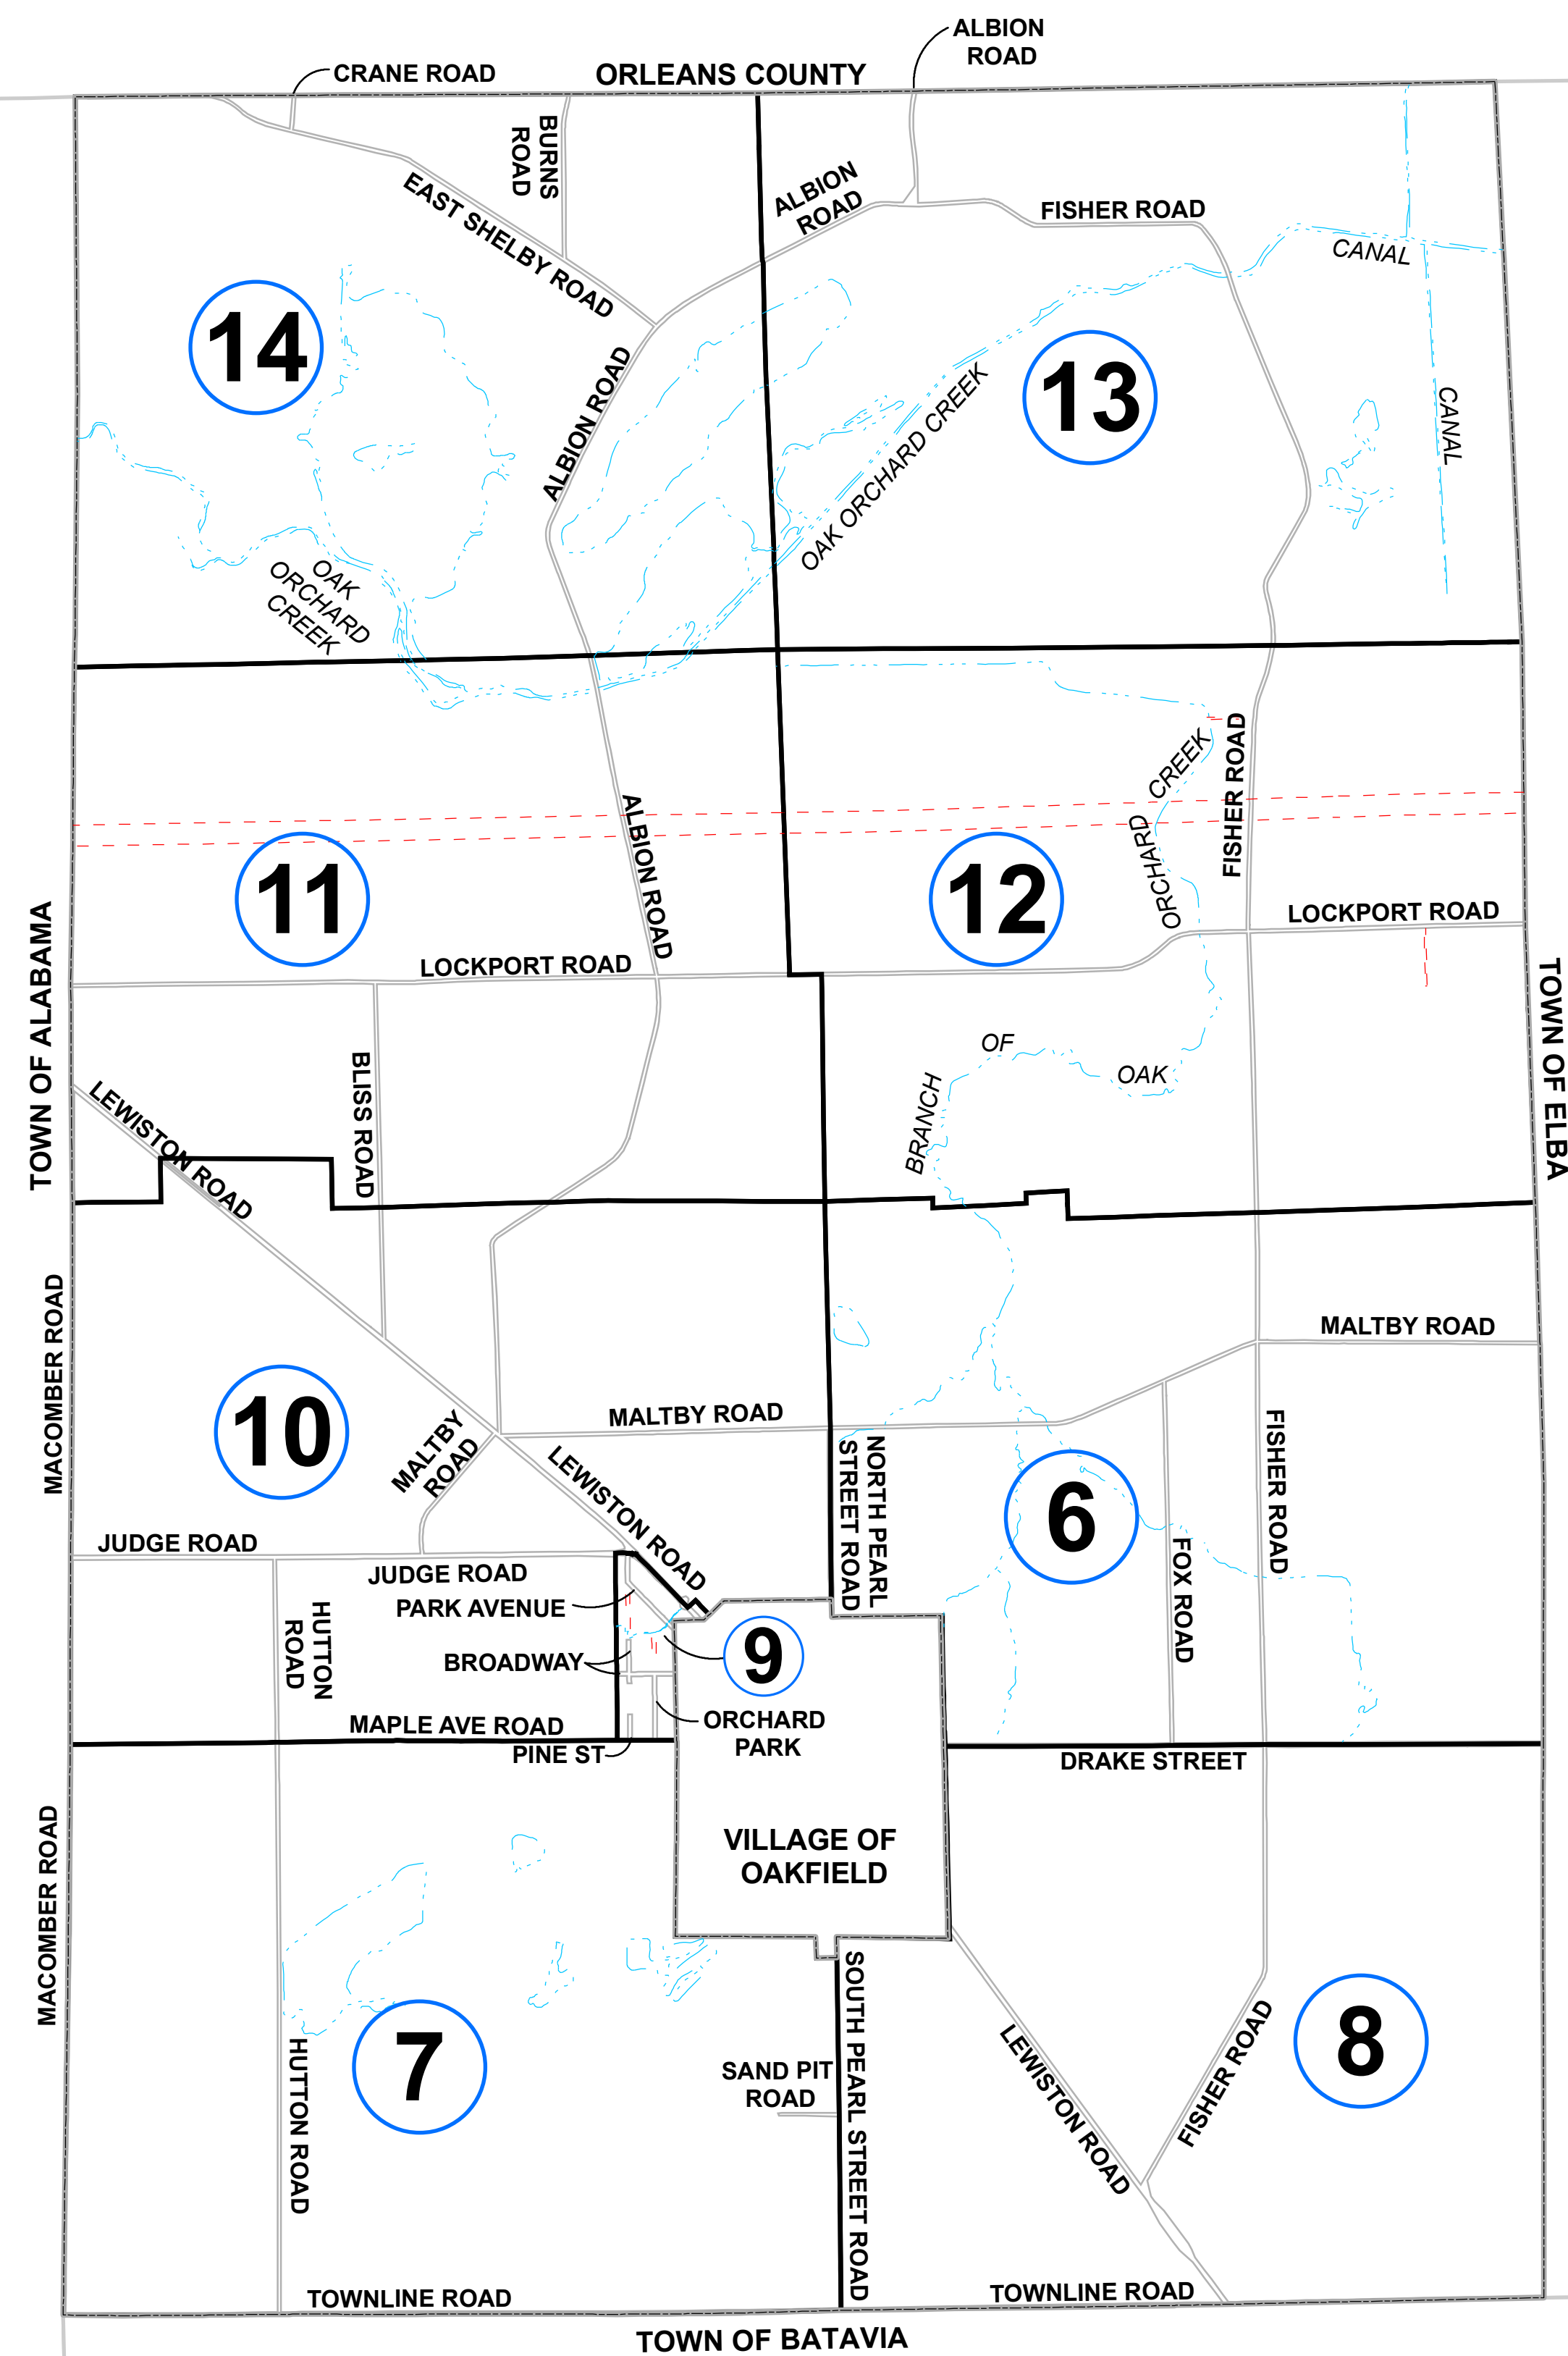 ALBION
ROAD
CRANE ROAD
ORLEANS COUNTY
BURNS
ROAD
ALBION
ROAD
EAST SHELBY ROAD
FISHER ROAD
CANAL
14
13
ALBION ROAD
OAK ORCHARD CREEK
CANAL
OAK
ORCHARD
CREEK
FISHER ROAD
CREEK
ORCHARD
ALBION ROAD
11
12
LOCKPORT ROAD
LOCKPORT ROAD
TOWN OF ALABAMA
TOWN OF ELBA
OF
OAK
BRANCH
BLISS ROAD
LEWISTON ROAD
MACOMBER ROAD
MALTBY ROAD
10
MALTBY
ROAD
MALTBY ROAD
LEWISTON ROAD
NORTH PEARL
STREET ROAD
6
FISHER ROAD
FOX ROAD
JUDGE ROAD
JUDGE ROAD
PARK AVENUE
HUTTON
ROAD
BROADWAY
9
MAPLE AVE ROAD
ORCHARD
PARK
PINE ST
DRAKE STREET
VILLAGE OF
OAKFIELD
MACOMBER ROAD
SOUTH PEARL STREET ROAD
7
8
SAND PIT
ROAD
LEWISTON ROAD
FISHER ROAD
HUTTON ROAD
TOWNLINE ROAD
TOWNLINE ROAD
TOWN OF BATAVIA